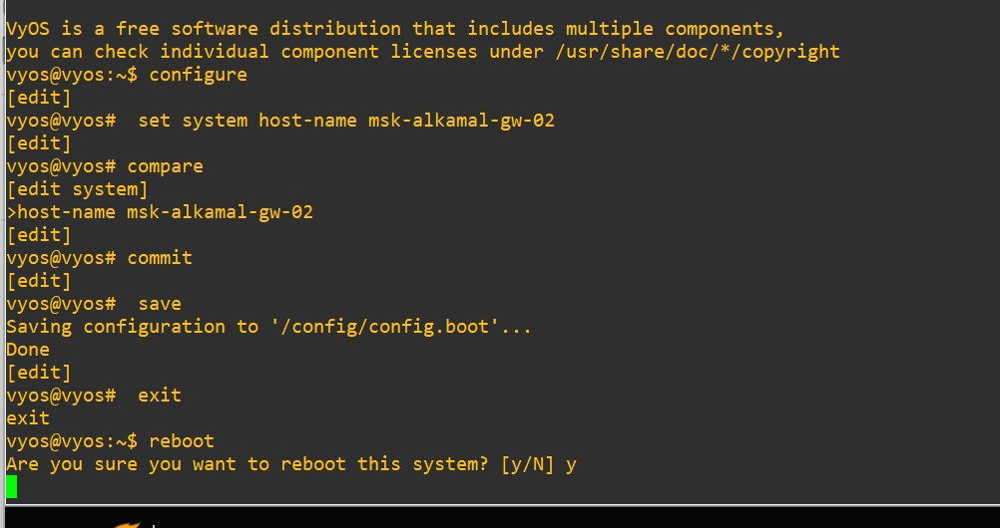 VyOS is a free software distribution that includes multiple components,
you can check individual component licenses under /usr/share/doc/*/copyright
vyos@vyos:~$ configure
[edit]
vyos@vyos#  set system host-name msk-alkamal-gw-02
[edit]
vyos@vyos# compare
[edit system]
>host-name msk-alkamal-gw-02
[edit]
vyos@vyos# commit
[edit]
vyos@vyos#  save
Saving configuration to '/config/config.boot'...
Done
[edit]
vyos@vyos#  exit
exit
vyos@vyos:~$ reboot
Are you sure you want to reboot this system? [y/N] y